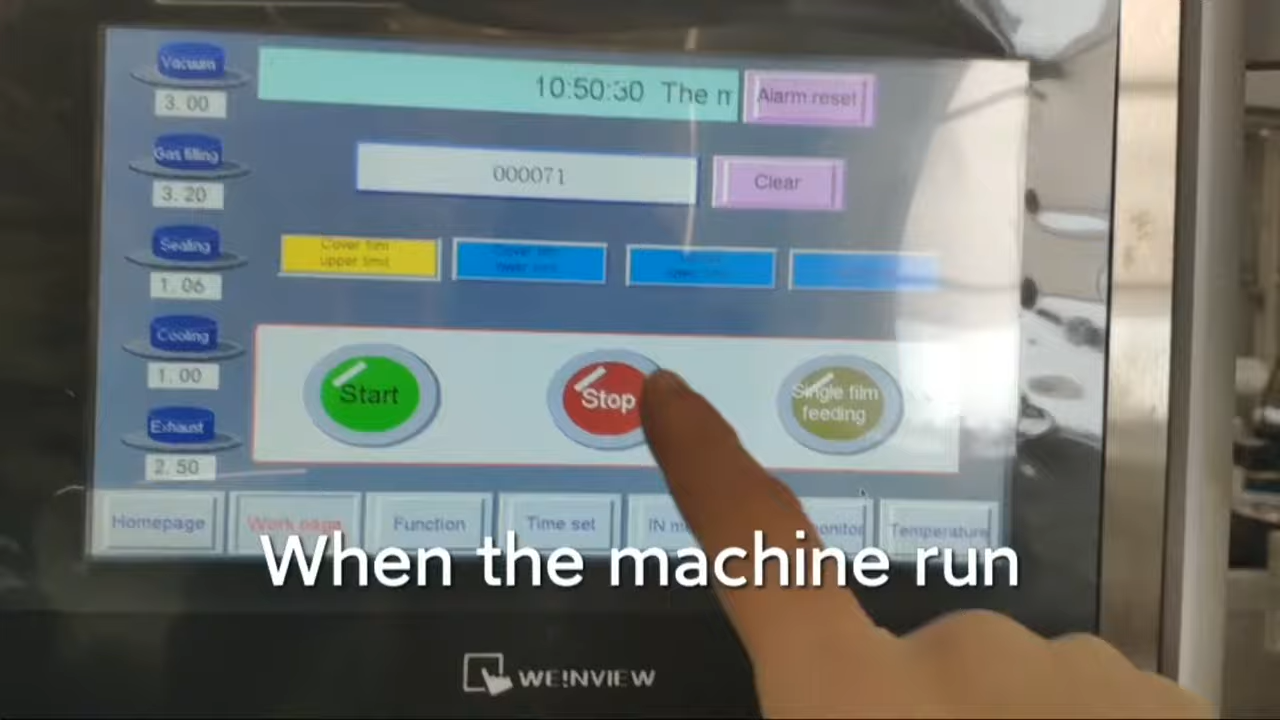 Vacuum
3.00
10:50:30 The m
Alarm reset
Gas filling
3.20
000071
Clear
Sealing
1.06
Cover film
upper limit
Cooling
1.00
Start
Stop
Single film
feeding
Exhaust
2.50
Homepage
Work page
Function
Time set
IN m
monitor
Temperature
When the machine run
WEINVIEW